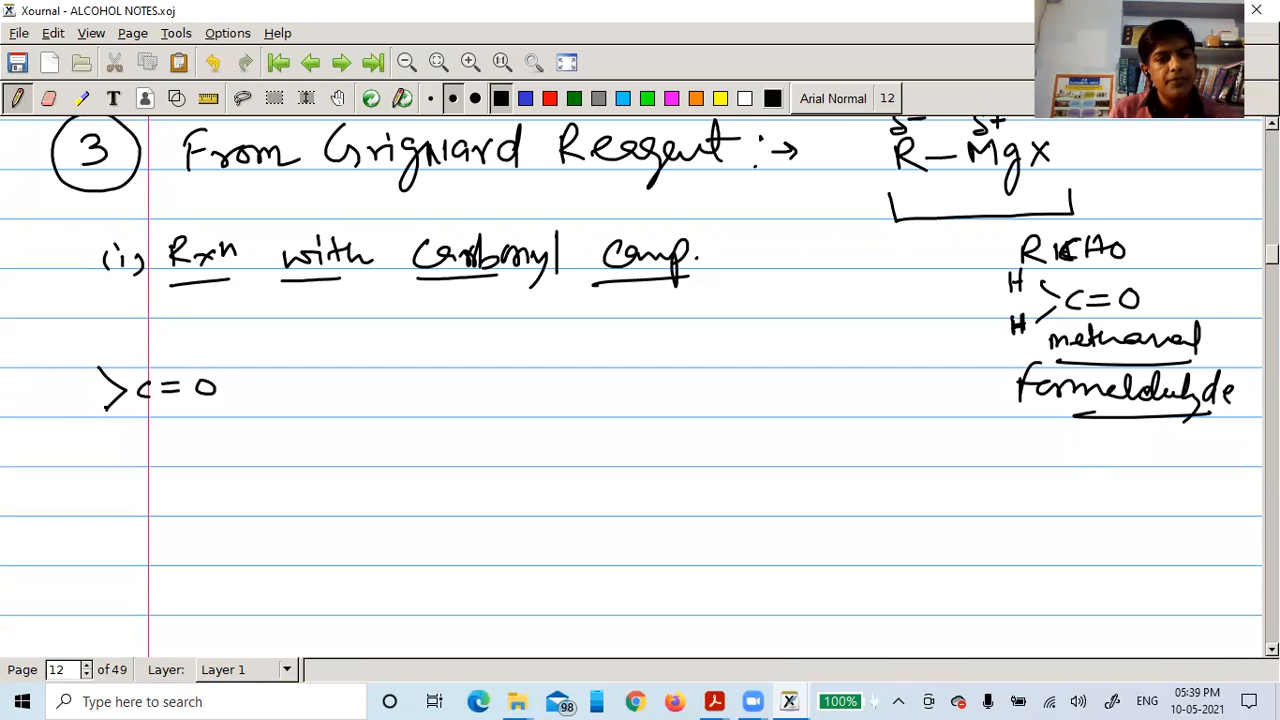 Xournal - ALCOHOL NOTES.xoj
File Edit View Page Tools Options Help
Arial Normal 12
3 From Grignard Reagent :→ R — MgX
δ- δ+
(i) Rxn with Carbonyl Comp.
H
H
>C=O
methanal
>C=O
Formeldehyde
Page 12 of 49 Layer: Layer 1
Type here to search
98
100%
ENG
05:39 PM
10-05-2021